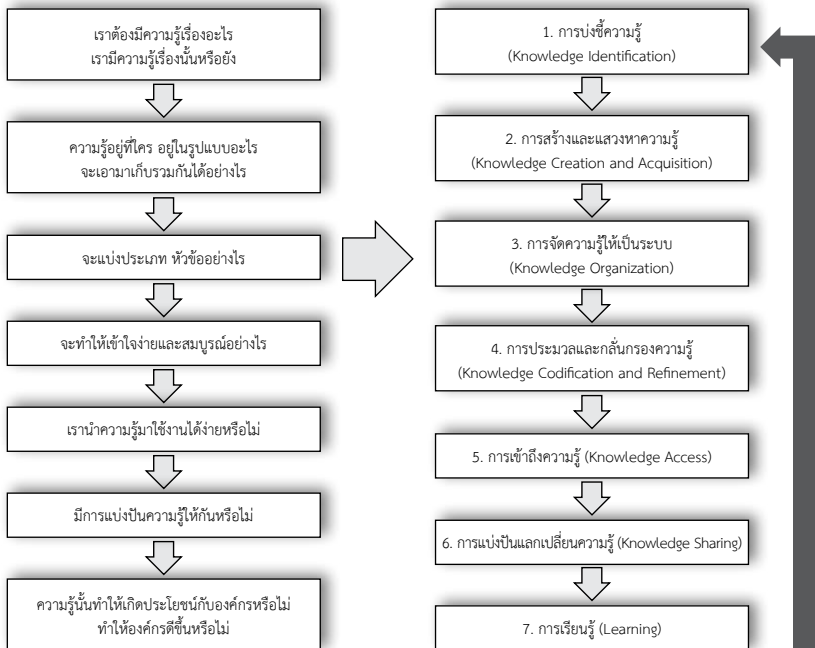 เราต้องมีความรู้เรื่องอะไร
เรามีความรู้เรื่องนั้นหรือยัง
ความรู้อยู่ที่ใคร อยู่ในรูปแบบอะไร
จะเอามาเก็บรวมกันได้อย่างไร
จะแบ่งประเภท หัวข้ออย่างไร
จะทำให้เข้าใจง่ายและสมบูรณ์อย่างไร
เรานำความรู้มาใช้งานได้ง่ายหรือไม่
มีการแบ่งปันความรู้ให้กันหรือไม่
ความรู้นั้นทำให้เกิดประโยชน์กับองค์กรหรือไม่
ทำให้องค์กรดีขึ้นหรือไม่
1. การบ่งชี้ความรู้
(Knowledge Identification)
2. การสร้างและแสวงหาความรู้
(Knowledge Creation and Acquisition)
3. การจัดความรู้ให้เป็นระบบ
(Knowledge Organization)
4. การประมวลและกลั่นกรองความรู้
(Knowledge Codification and Refinement)
5. การเข้าถึงความรู้ (Knowledge Access)
6. การแบ่งปันแลกเปลี่ยนความรู้ (Knowledge Sharing)
7. การเรียนรู้ (Learning)